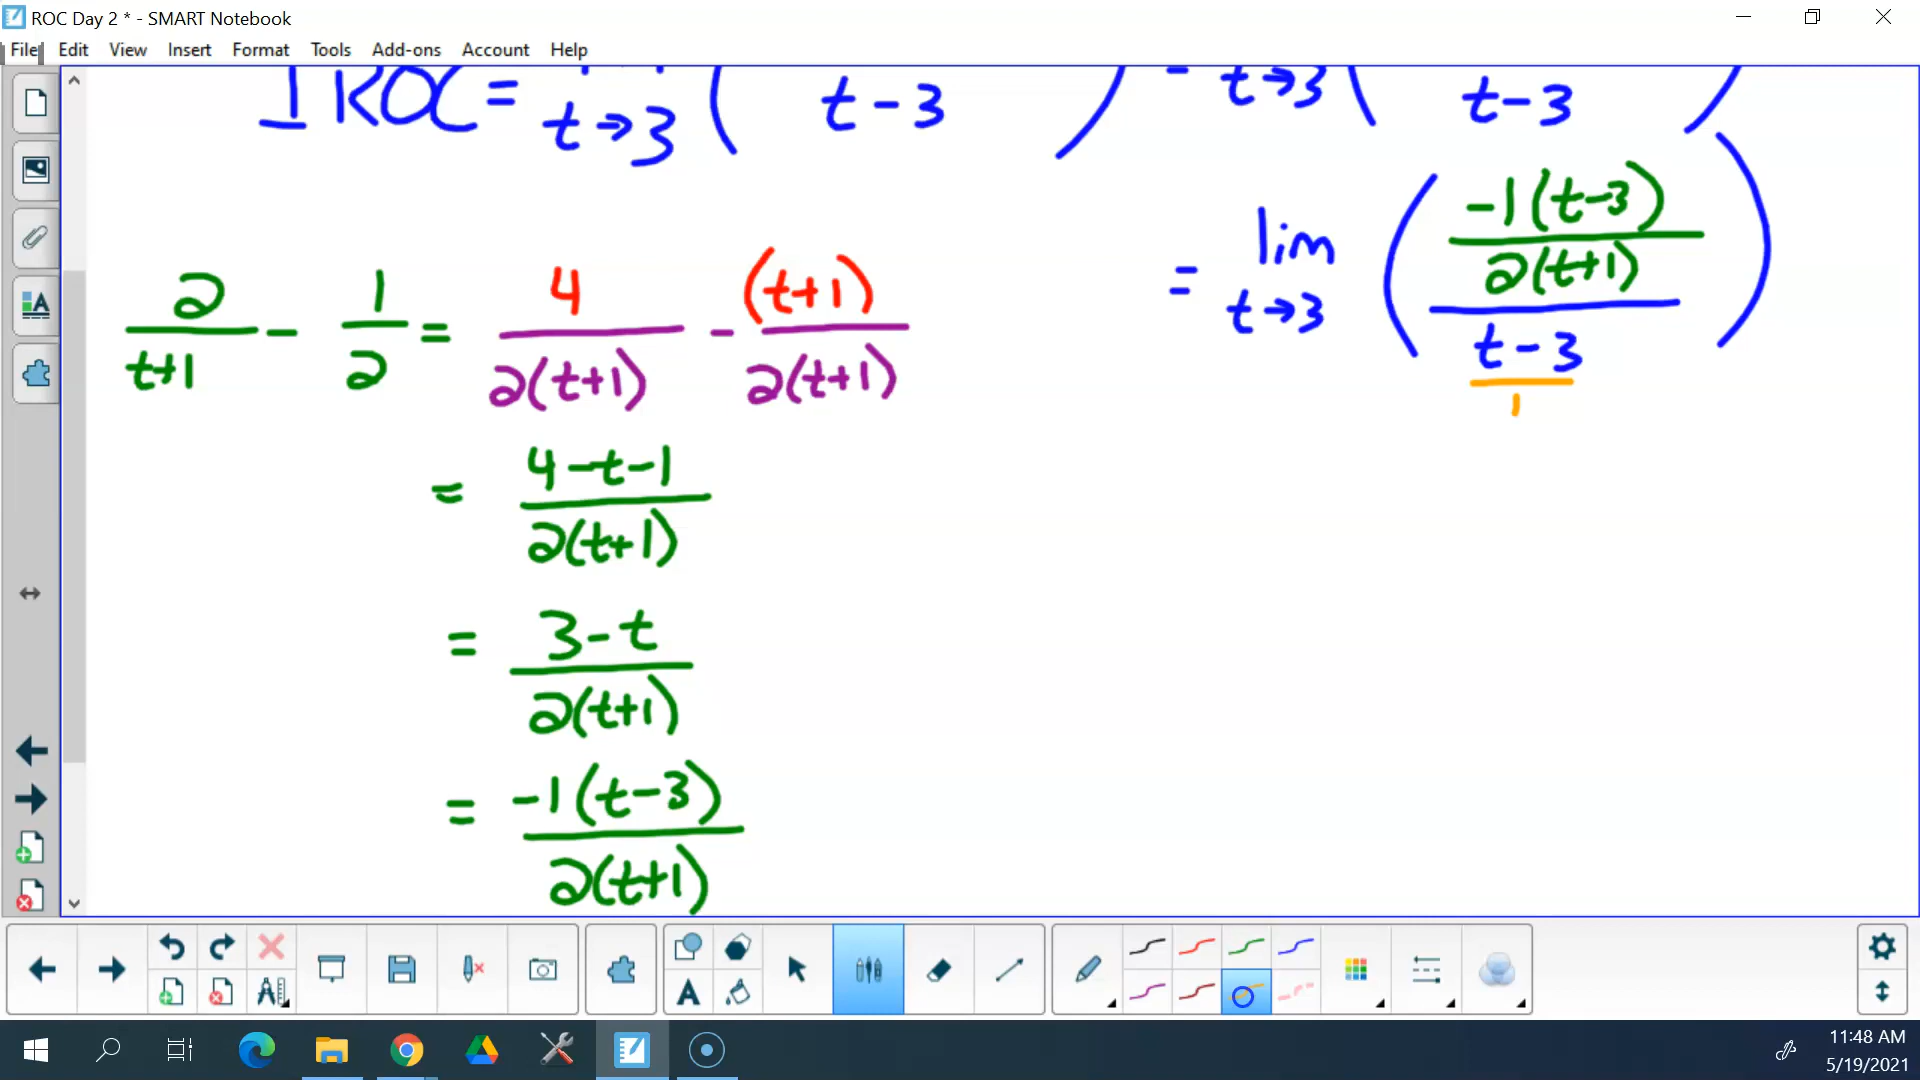 ROC Day 2 * - SMART Notebook
File Edit View Insert Format Tools Add-ons Account Help
IROC = t→3 ( t-3 ) = t→3 ( t-3 )
2/(t+1) - 1/2 = 4/(2(t+1)) - (t+1)/(2(t+1))
= lim t→3 ( (-1(t-3)/(2(t+1))) / (t-3)/1 )
= (4-t-1)/(2(t+1))
= (3-t)/(2(t+1))
= -1(t-3)/(2(t+1))
A
A
11:48 AM
5/19/2021